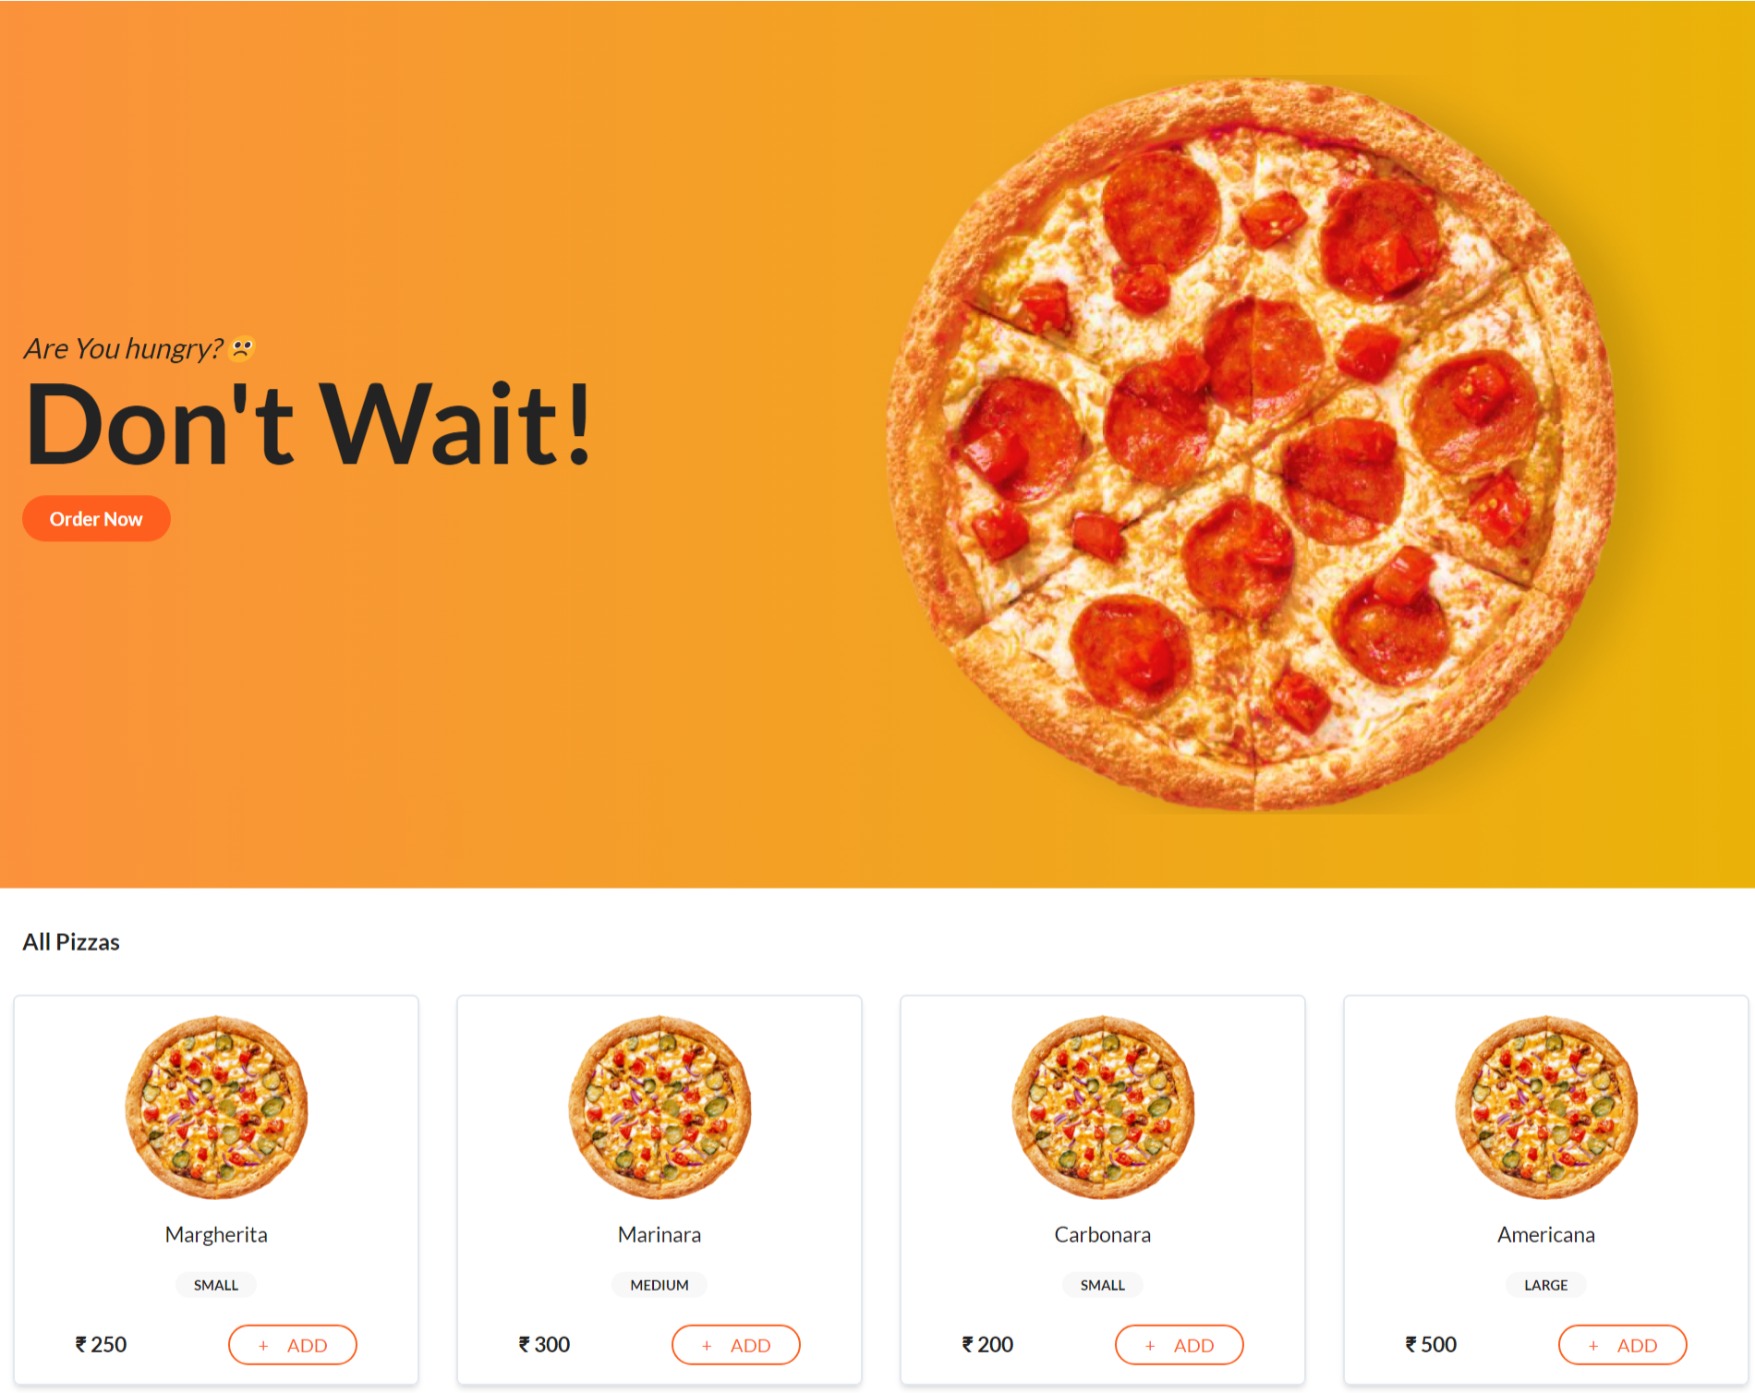 Are You hungry? 🙁
Don't Wait!
Order Now
All Pizzas
Margherita
SMALL
₹ 250
+ ADD
Marinara
MEDIUM
₹ 300
+ ADD
Carbonara
SMALL
₹ 200
+ ADD
Americana
LARGE
₹ 500
+ ADD